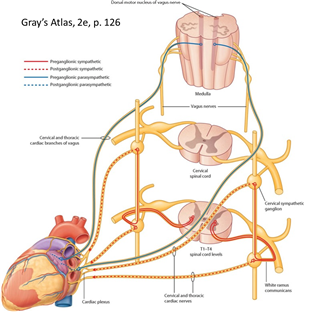 Dorsal motor nucleus of vagus nerve
Gray's Atlas, 2e, p. 126
Preganglionic sympathetic
Postganglionic sympathetic
Preganglionic parasympathetic
Postganglionic parasympathetic
Medulla
Vagus nerves
Cervical and thoracic
cardiac branches of vagus
Cervical
spinal cord
Cervical sympathetic
ganglion
T1–T4
spinal cord levels
White ramus
communicans
Cardiac plexus
Cervical and thoracic
cardiac nerves